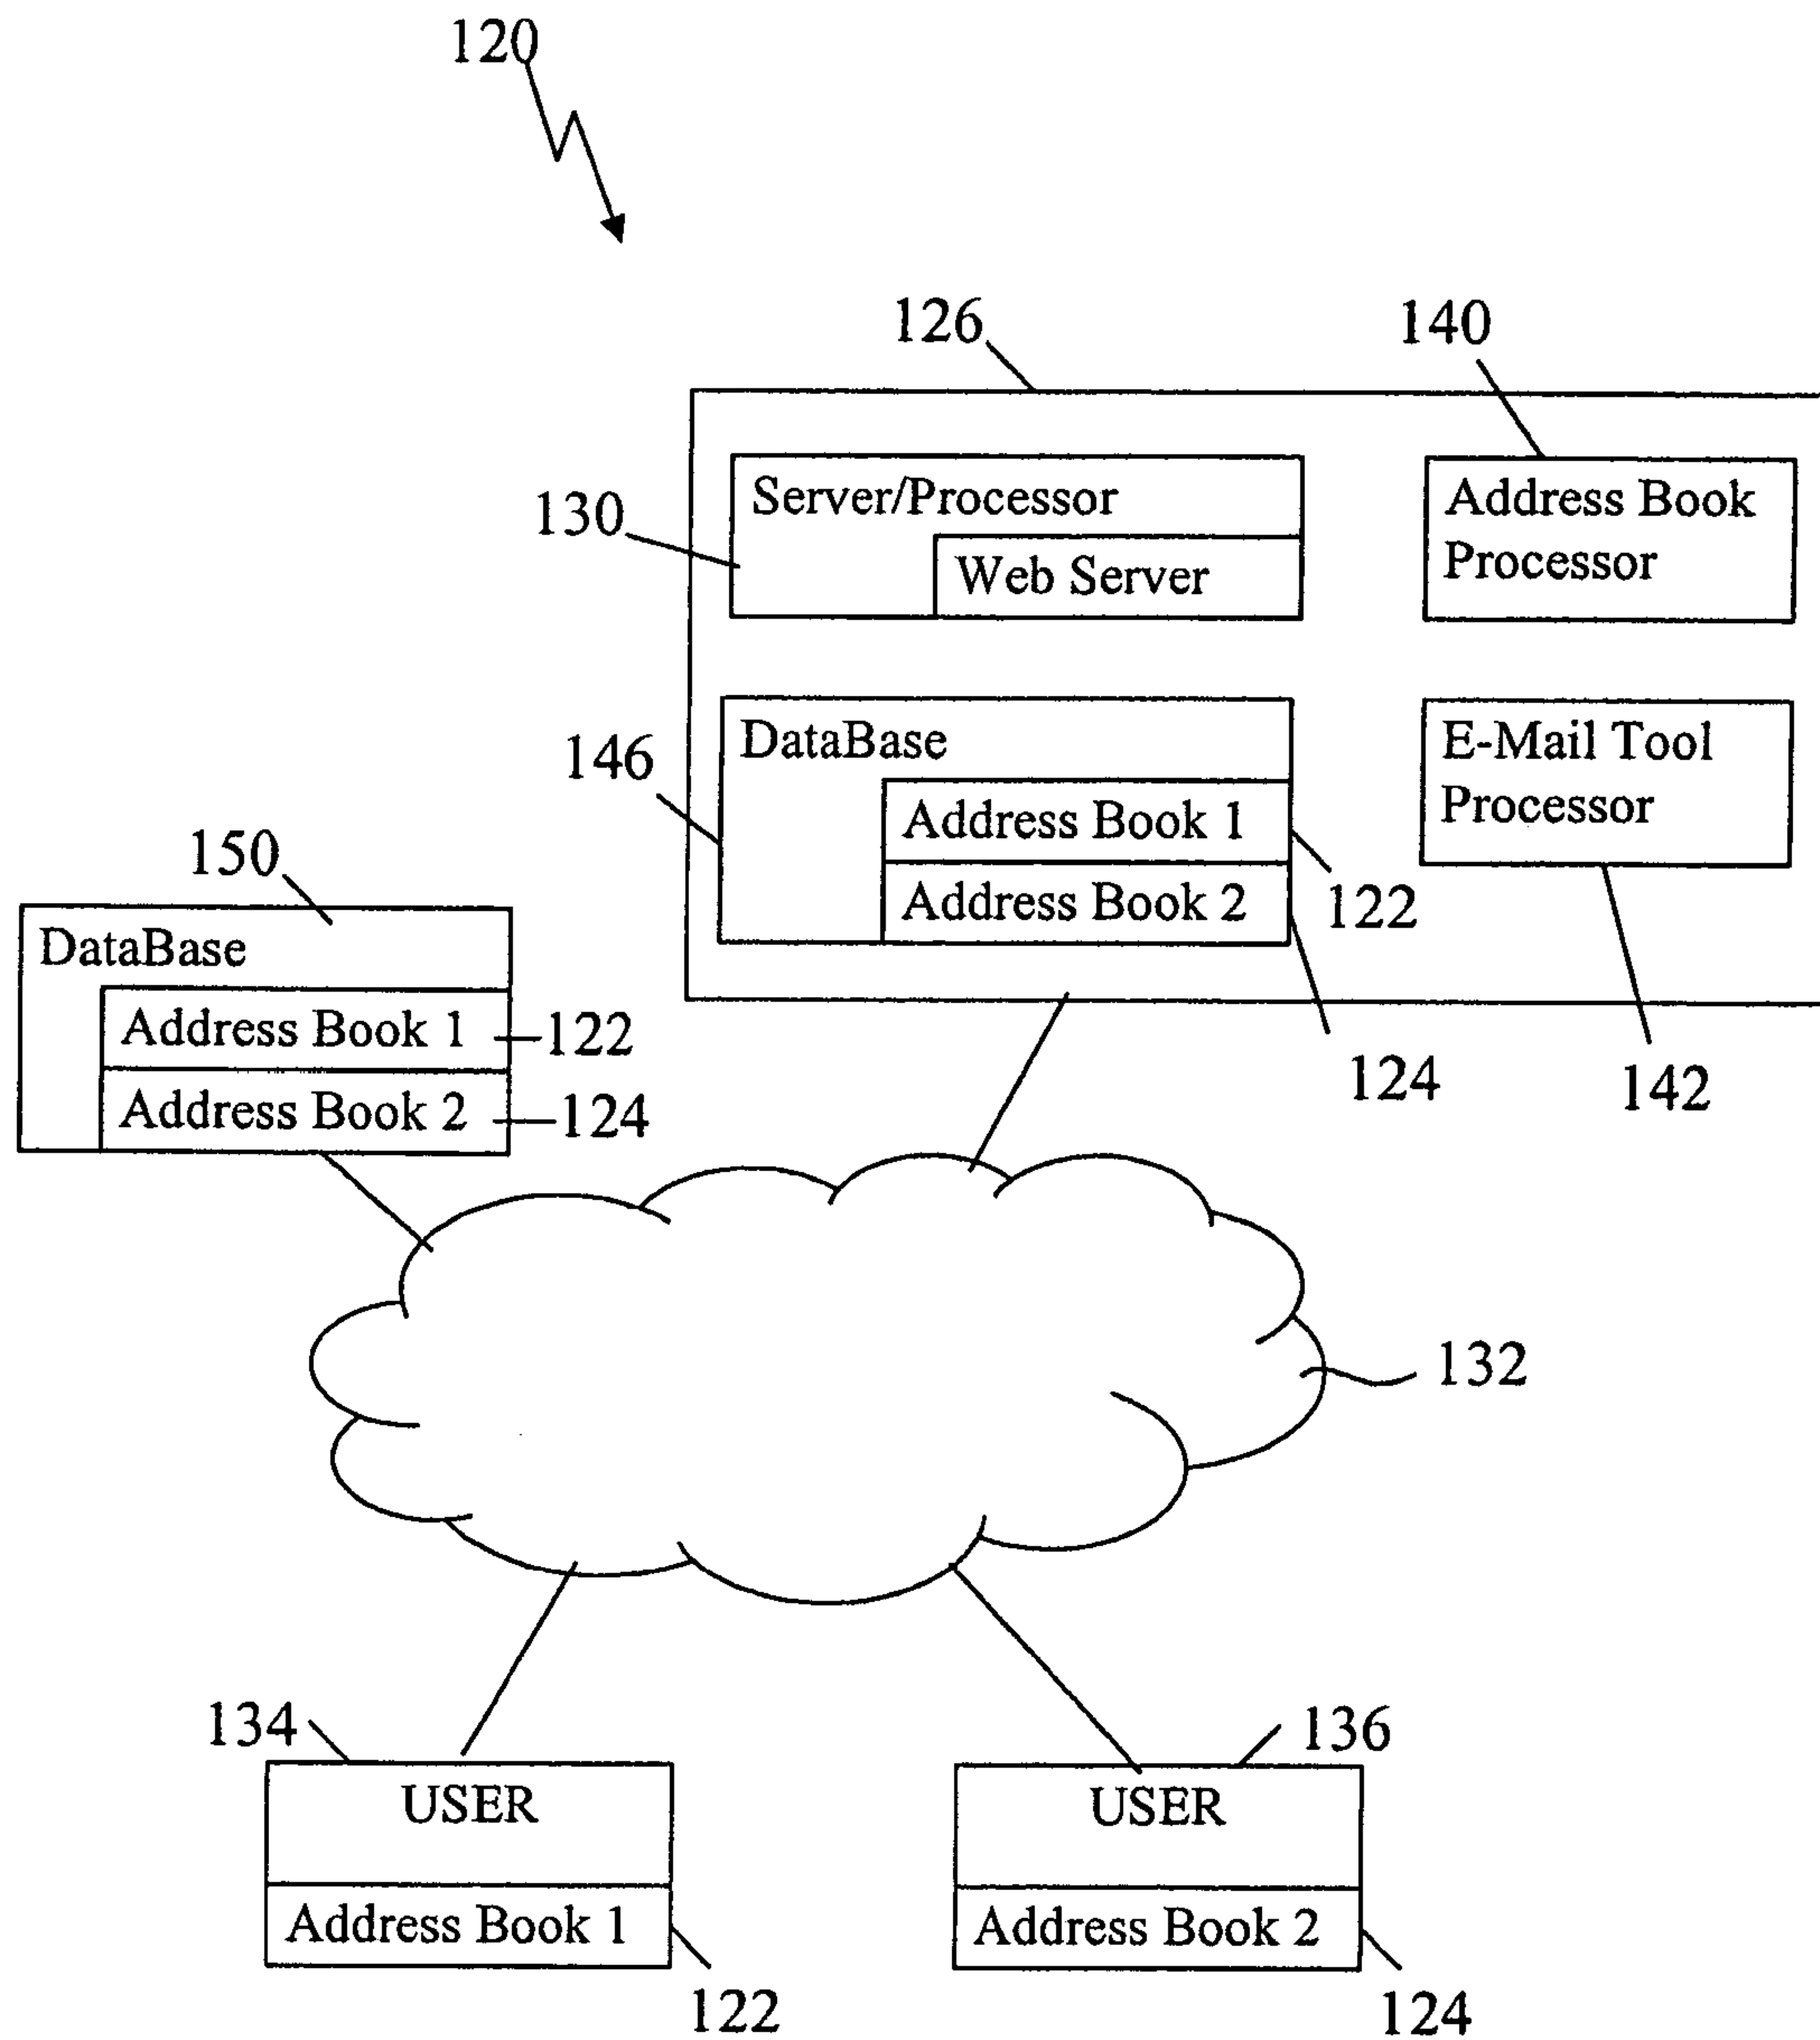 120
126
140
Server/Processor
Address Book
130
Web Server
Processor
DataBase
E-Mail Tool
146
Processor
Address Book 1
150
122
Address Book 2
DataBase
Address Book 1
122
124
142
Address Book 2
124
132
134
136
USER
USER
Address Book 1
Address Book 2
122
124